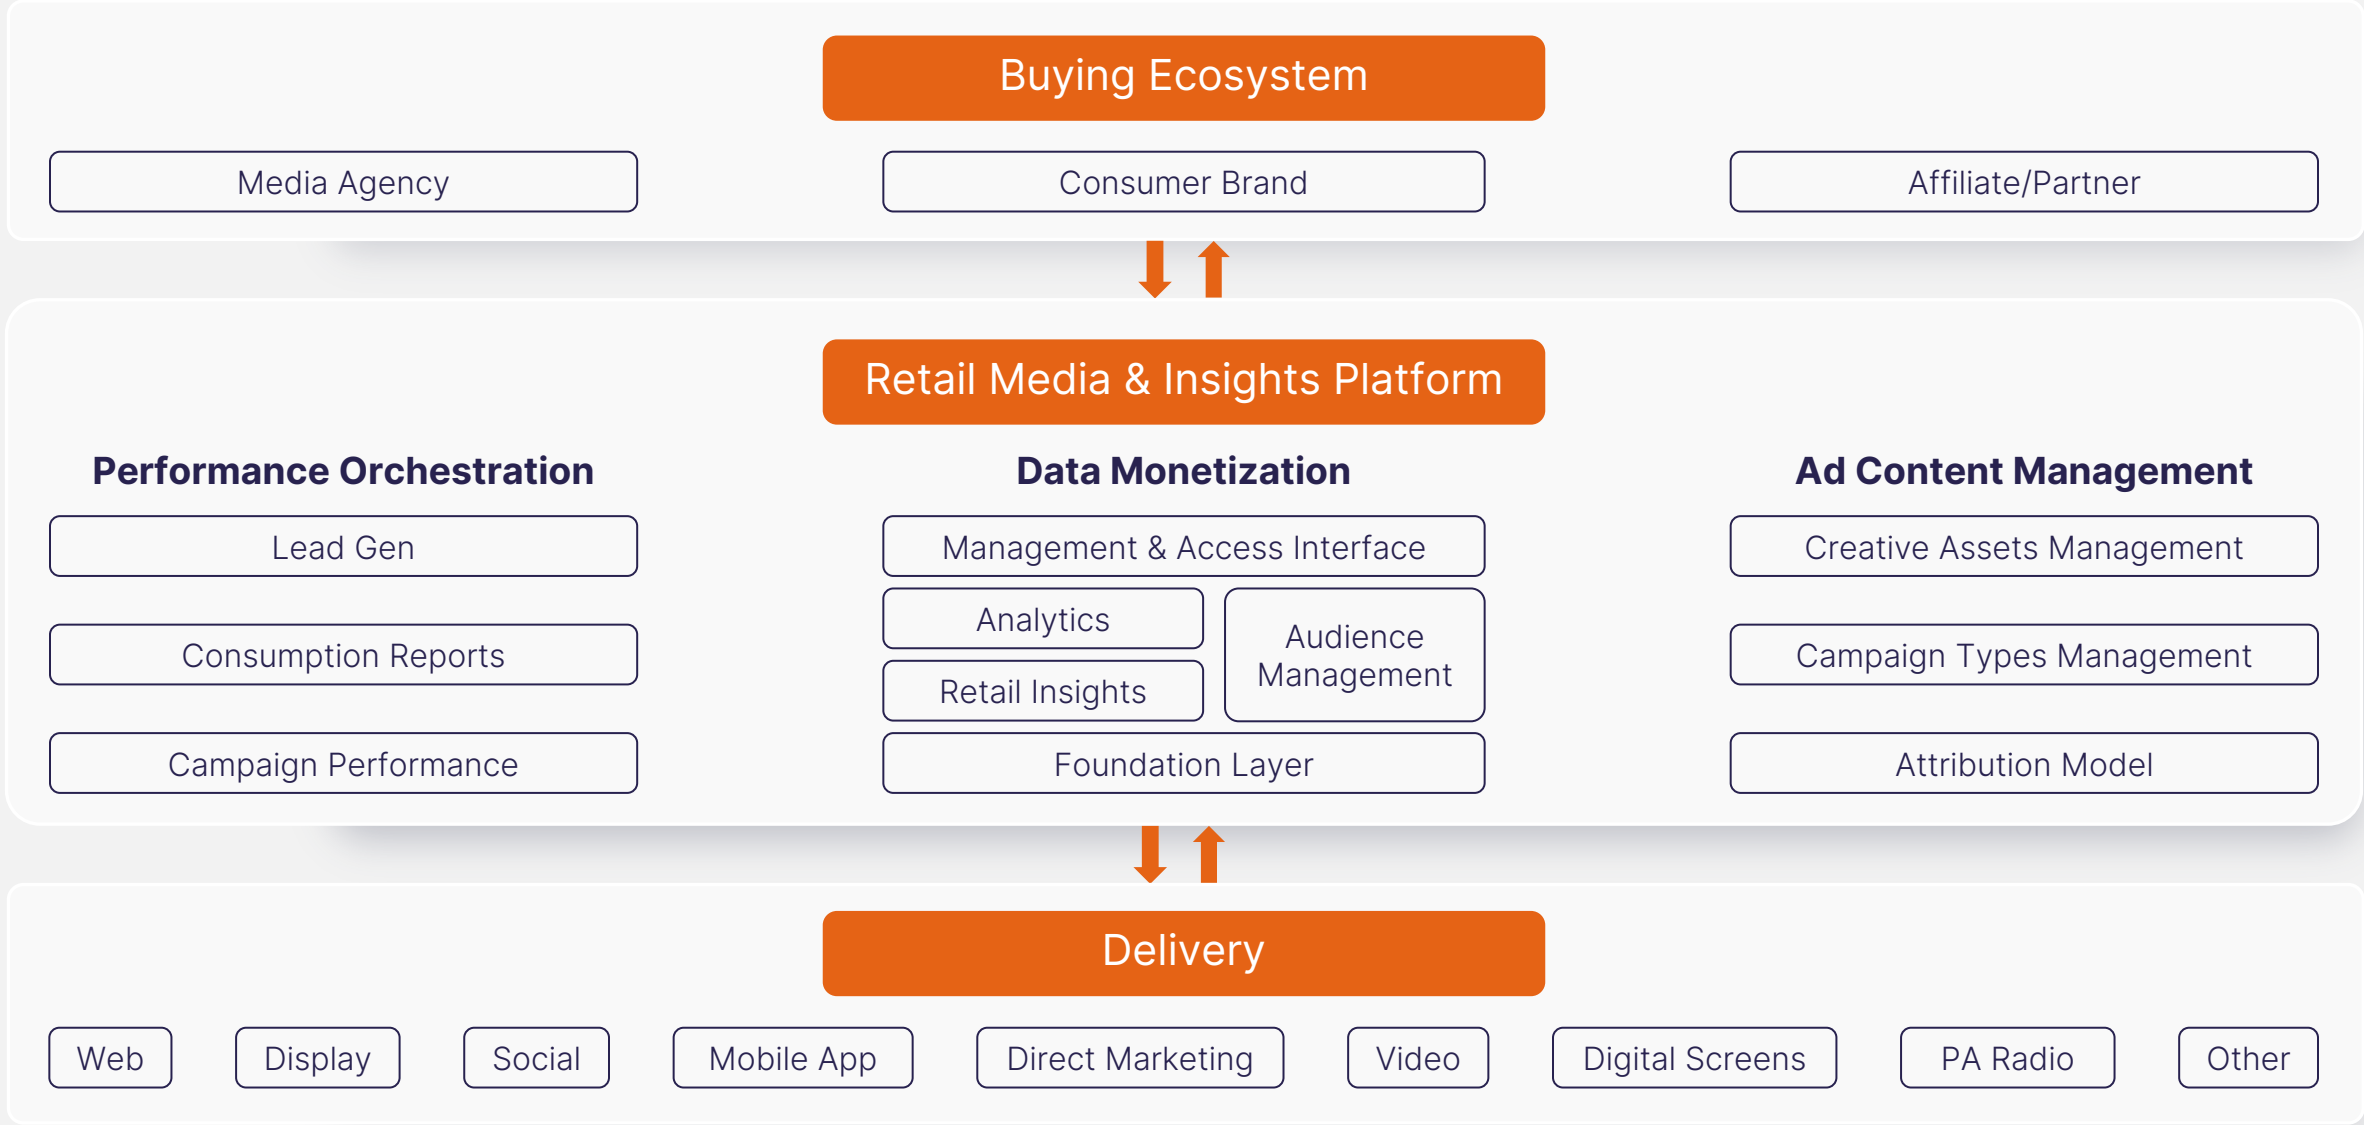 Buying Ecosystem
Media Agency
Consumer Brand
Affiliate/Partner
Retail Media & Insights Platform
Performance Orchestration
Lead Gen
Consumption Reports
Campaign Performance
Data Monetization
Management & Access Interface
Analytics
Retail Insights
Audience
Management
Foundation Layer
Ad Content Management
Creative Assets Management
Campaign Types Management
Attribution Model
Delivery
Web
Display
Social
Mobile App
Direct Marketing
Video
Digital Screens
PA Radio
Other